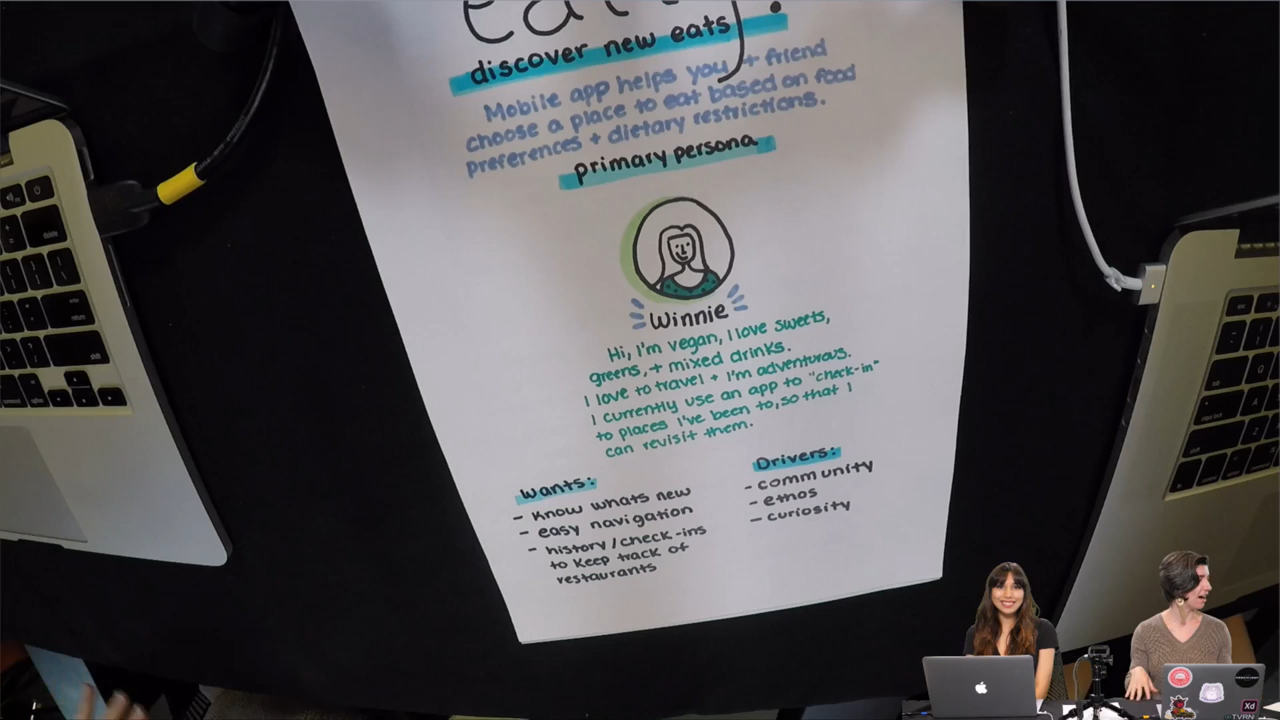 discover new eats
Mobile app helps you + friend
choose a place to eat based on food
preferences + dietary restrictions.
primary persona
Winnie
Hi, I'm vegan, I love sweets,
greens, + mixed drinks.
I love to travel + I'm adventurous.
I currently use an app to "check-in"
to places I've been to, so that I
can revisit them.
Wants:
- Know whats new
- easy navigation
- history/check-ins
to keep track of
restaurants
Drivers:
- community
- ethos
- curiosity
Xd
@TVRN